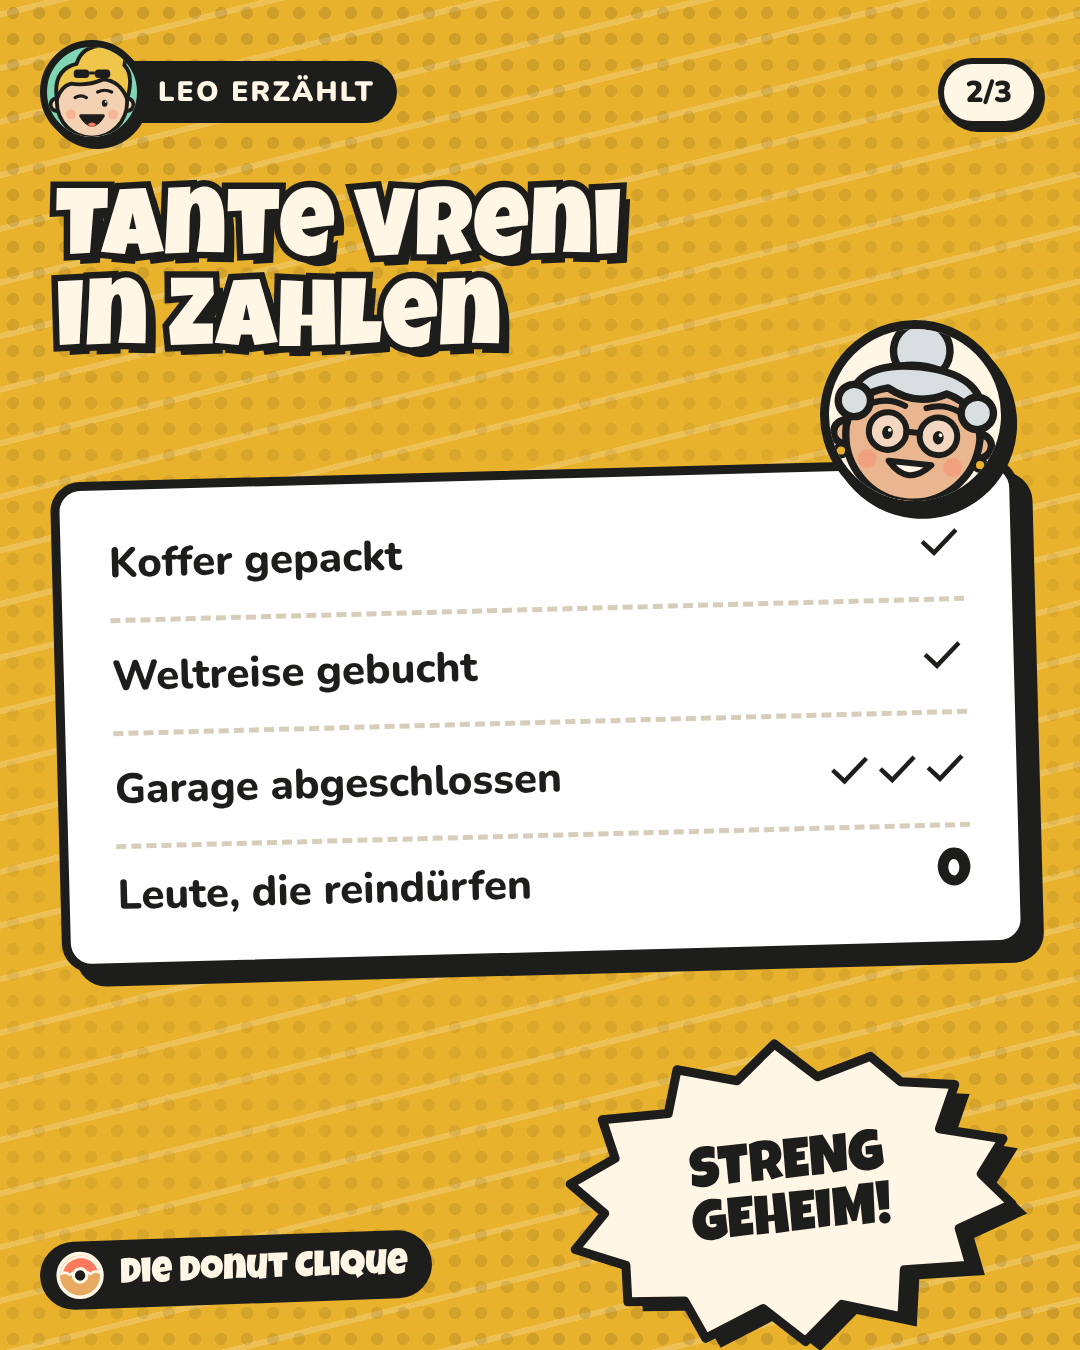 LEO ERZÄHLT
2/3
TANTE VRENI
IN ZAHLEN
Koffer gepackt ✓
Weltreise gebucht ✓
Garage abgeschlossen ✓ ✓ ✓
Leute, die reindürfen 0
STRENG
GEHEIM!
DIE DONUT CLIQUE